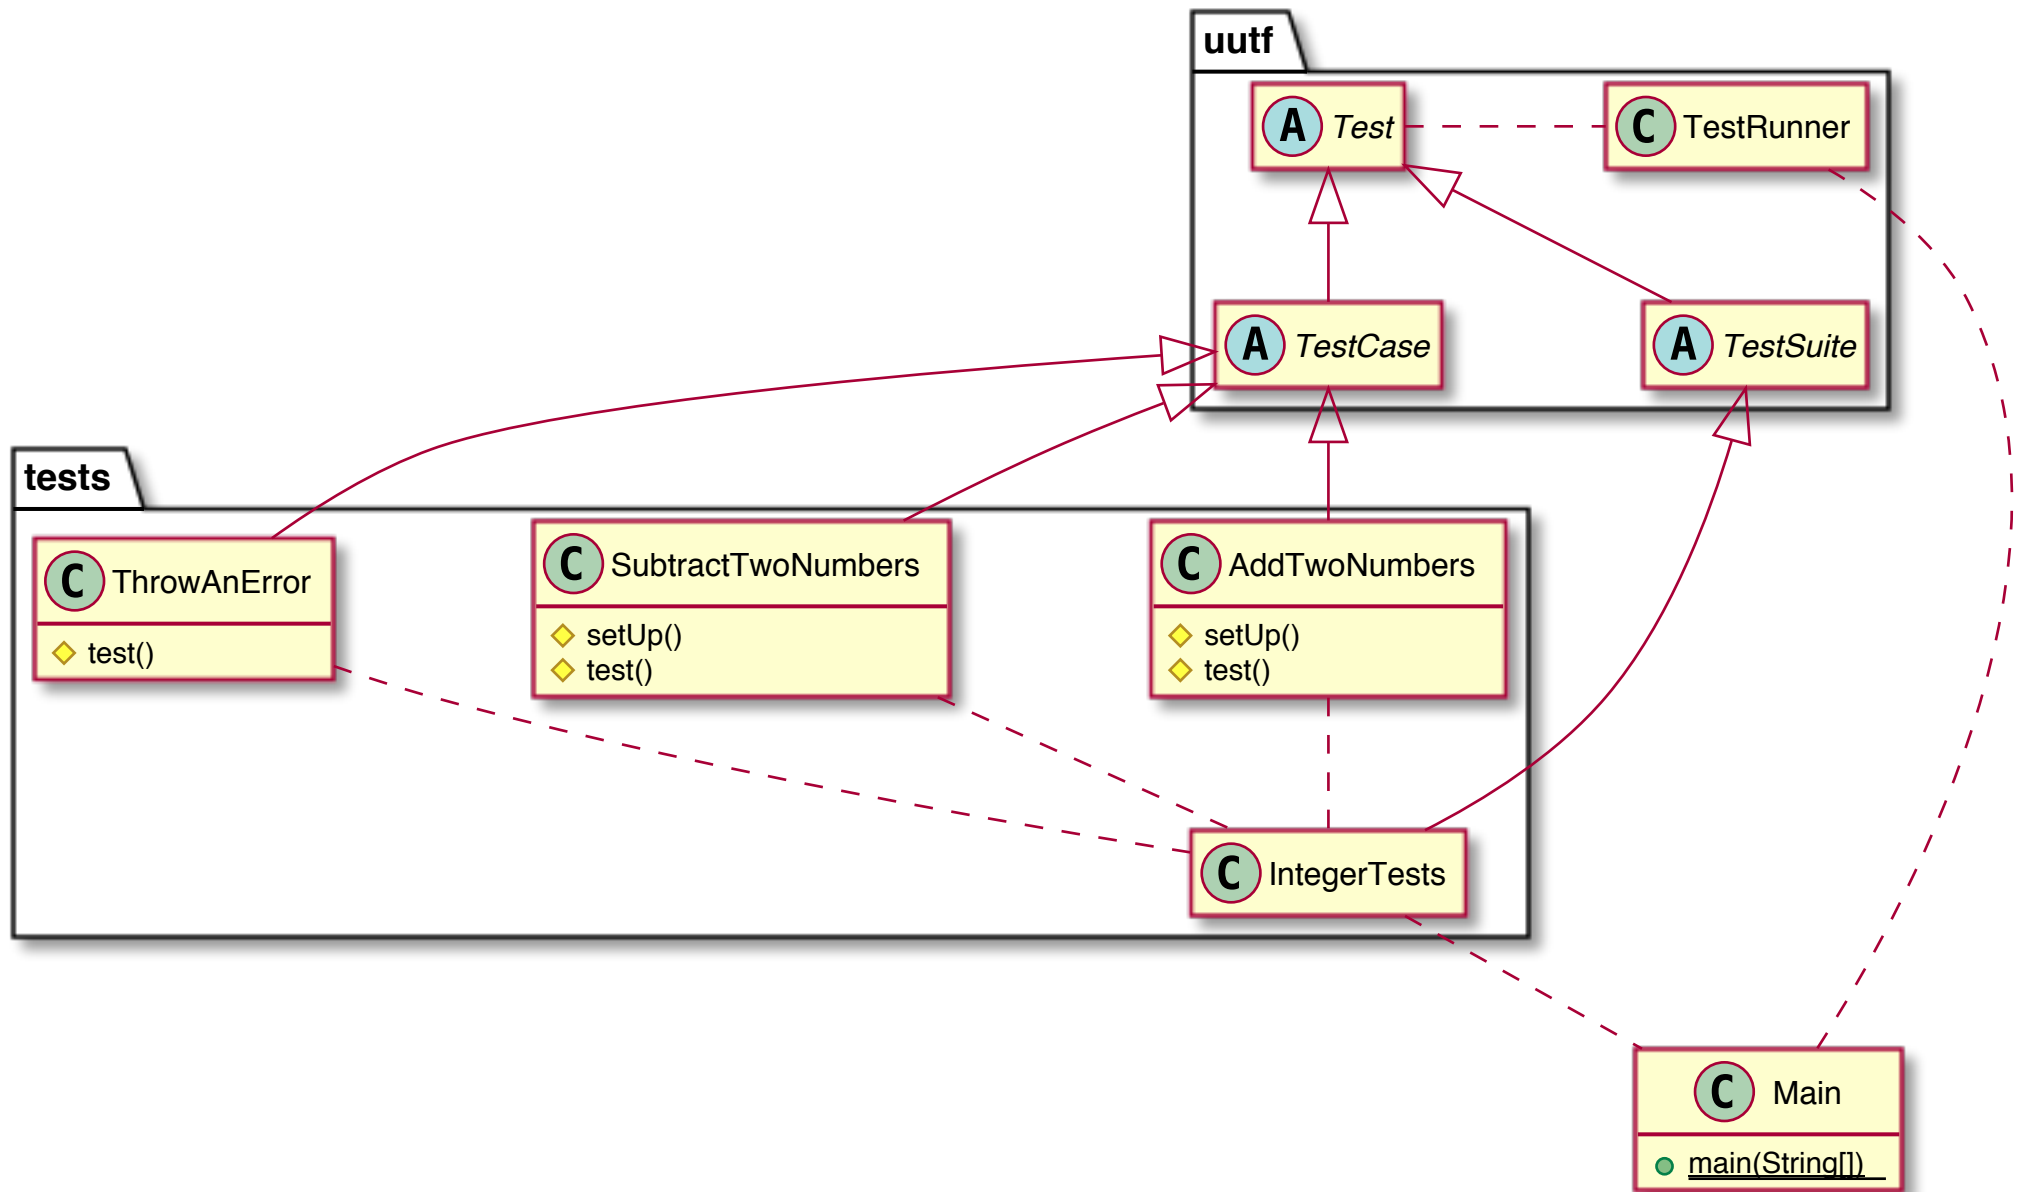 uutf
A Test
C TestRunner
A TestCase
A TestSuite
tests
C ThrowAnError
test()
C SubtractTwoNumbers
setUp()
test()
C AddTwoNumbers
setUp()
test()
C IntegerTests
C Main
main(String[])